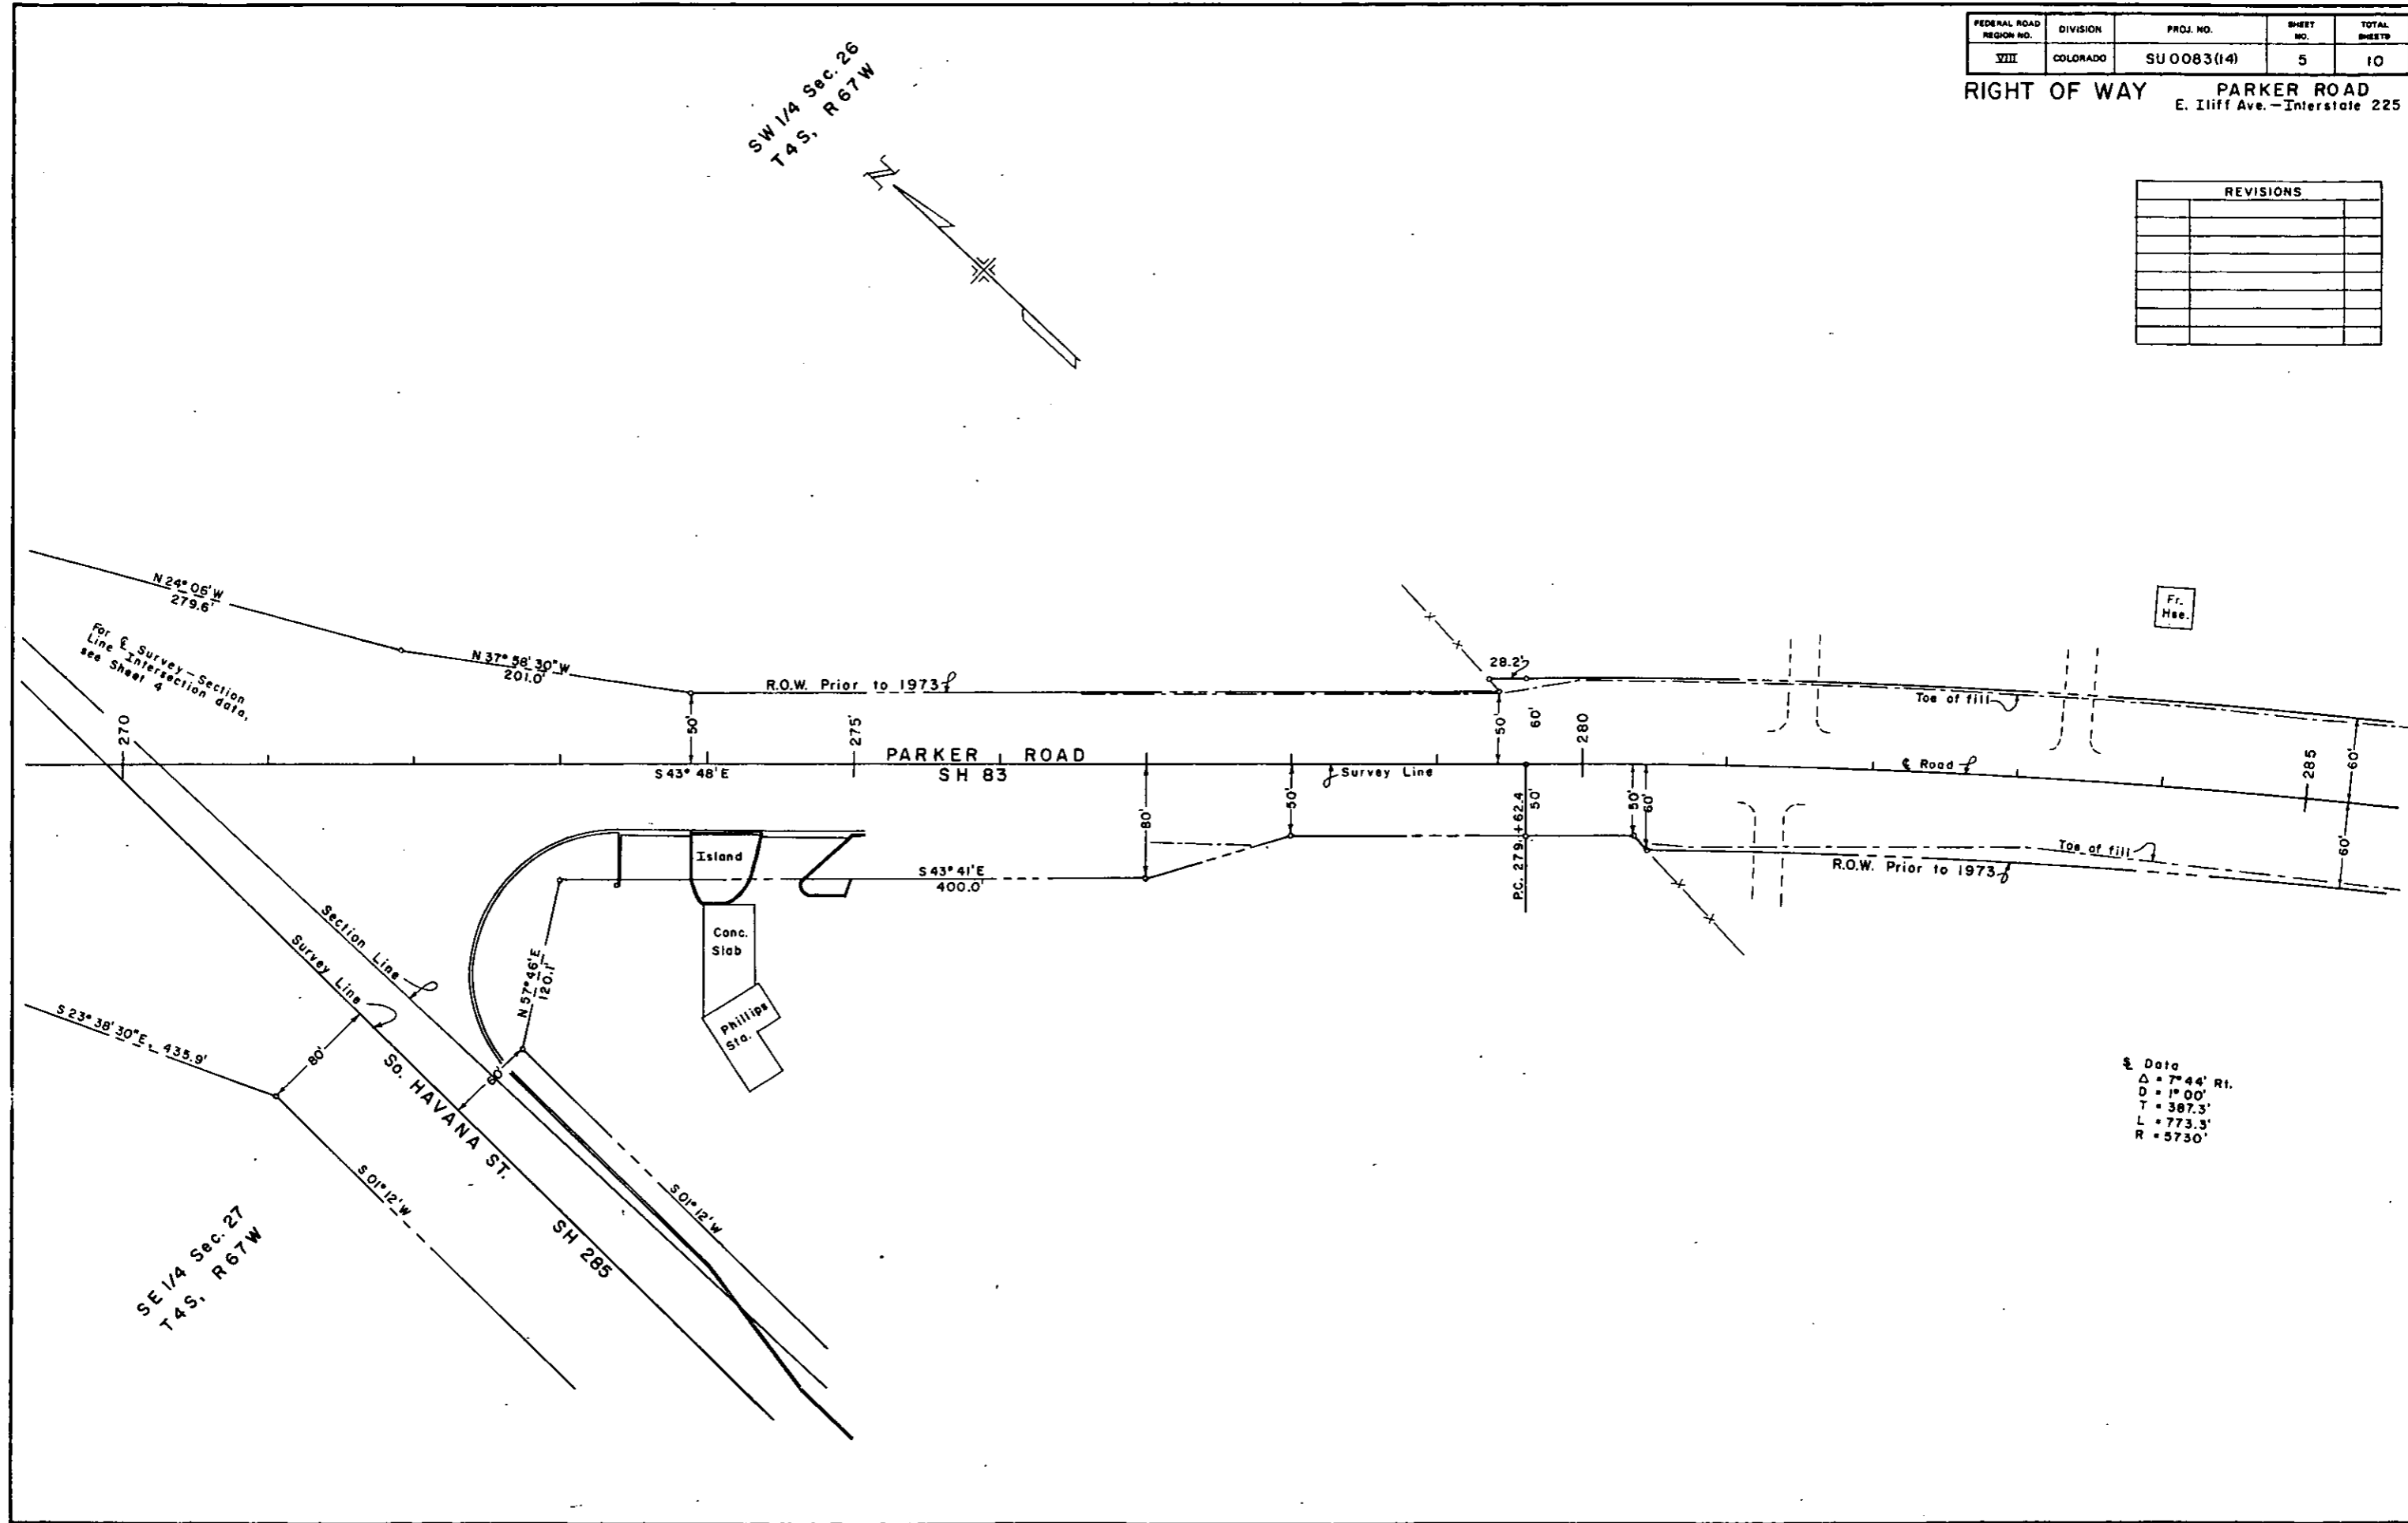 FEDERAL ROAD REGION NO.
DIVISION
PROJ. NO.
SHEET NO.
TOTAL SHEETS
VIII
COLORADO
SU 0083(14)
5
10
RIGHT OF WAY
PARKER ROAD
E. Iliff Ave.-Interstate 225
REVISIONS
SW 1/4 Sec. 26
T 4 S, R 67 W
N
N 24° 06' W
279.6'
For ℄ Survey-Section
Line Intersection data,
see Sheet 4
N 37° 58' 30" W
201.0'
R.O.W. Prior to 1973
28.2'
Fr.
Hse.
Toe of fill
270
50'
275'
50'
60'
280
285
60'
PARKER ROAD
S 43° 48' E
SH 83
Survey Line
℄ Road
80'
50'
P.C. 279+62.4
50'
50'
60'
60'
Toe of fill
R.O.W. Prior to 1973
Island
S 43° 41' E
400.0'
Conc.
Slab
Phillips
Sta.
N 57° 46' E
120.1'
Section Line
Survey Line
S 23° 38' 30" E, 435.9'
80'
60'
So. HAVANA ST.
SH 285
S 01° 12' W
S 01° 12' W
SE 1/4 Sec. 27
T 4 S, R 67 W
℄ Data
Δ = 7° 44' Rt.
D = 1° 00'
T = 387.3'
L = 773.3'
R = 5730'